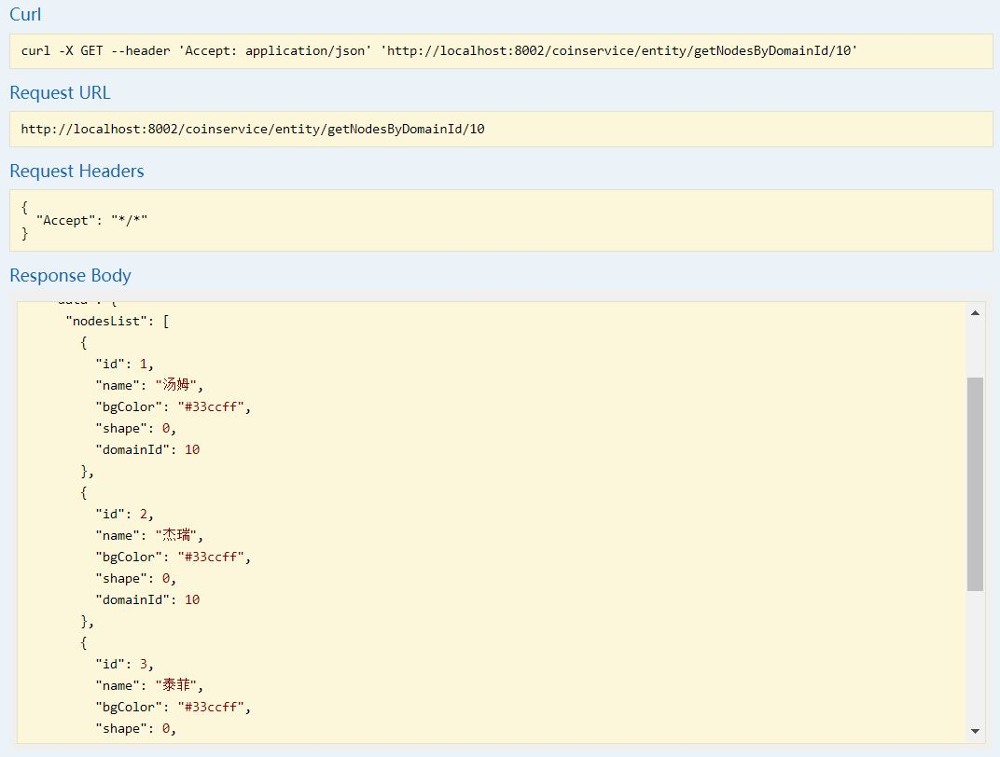 Curl
curl -X GET --header 'Accept: application/json' 'http://localhost:8002/coinservice/entity/getNodesByDomainId/10'
Request URL
http://localhost:8002/coinservice/entity/getNodesByDomainId/10
Request Headers
{
  "Accept": "*/*"
}
Response Body
"data": {
"nodesList": [
{
"id": 1,
"name": "汤姆",
"bgColor": "#33ccff",
"shape": 0,
"domainId": 10
},
{
"id": 2,
"name": "杰瑞",
"bgColor": "#33ccff",
"shape": 0,
"domainId": 10
},
{
"id": 3,
"name": "泰菲",
"bgColor": "#33ccff",
"shape": 0,